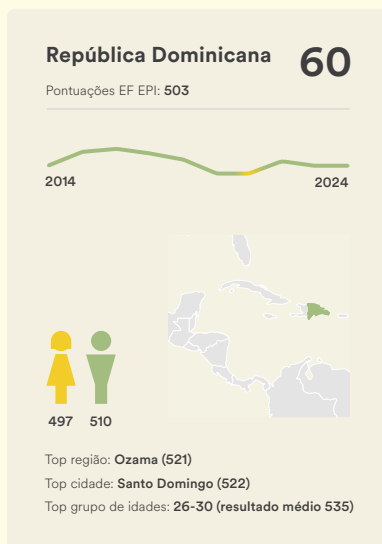 República Dominicana 60
Pontuações EF EPI: 503
2014 2024
497 510
Top região: Ozama (521)
Top cidade: Santo Domingo (522)
Top grupo de idades: 26-30 (resultado médio 535)